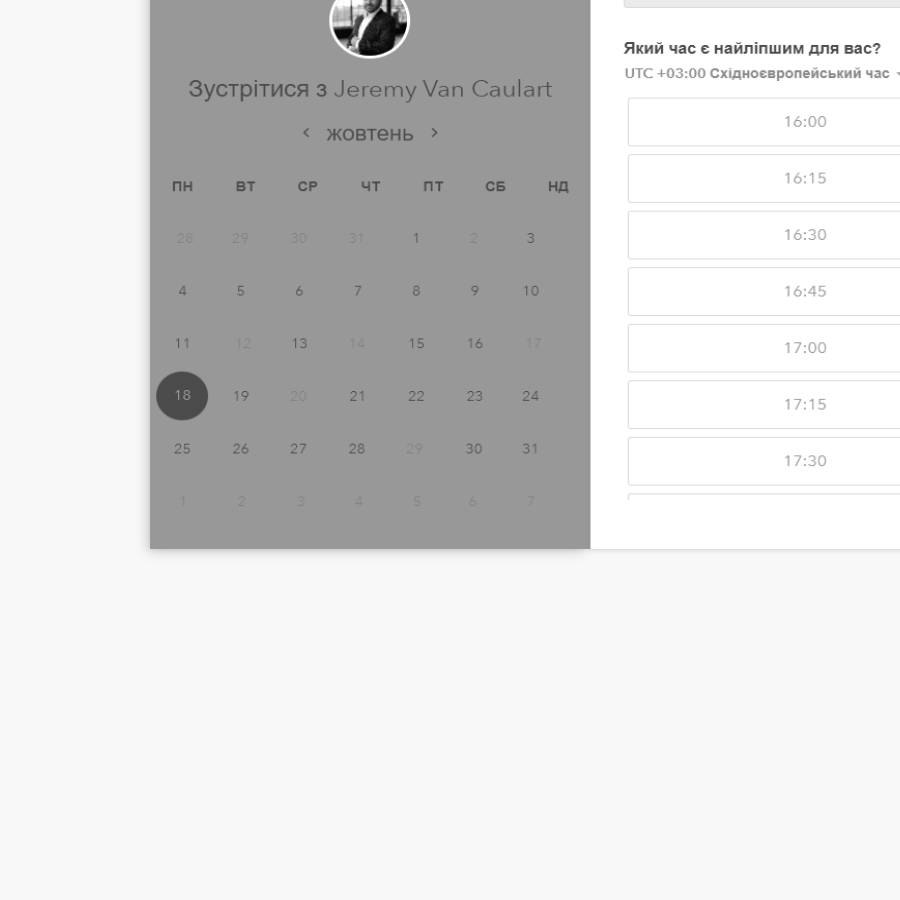 Зустрітися з Jeremy Van Caulart
‹ жовтень ›
ПН ВТ СР ЧТ ПТ СБ НД
28 29 30 31 1 2 3
4 5 6 7 8 9 10
11 12 13 14 15 16 17
18 19 20 21 22 23 24
25 26 27 28 29 30 31
1 2 3 4 5 6 7
Який час є найліпшим для вас?
UTC +03:00 Східноєвропейський час
16:00
16:15
16:30
16:45
17:00
17:15
17:30